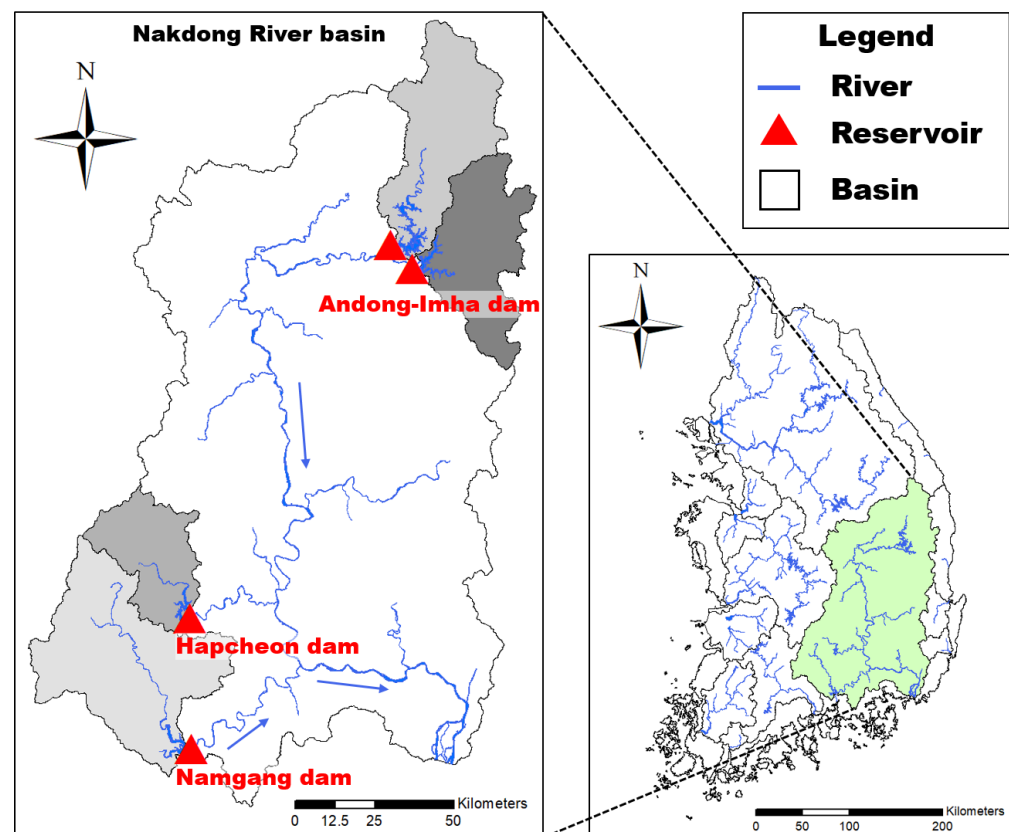 Nakdong River basin
N
Andong-Imha dam
Hapcheon dam
Namgang dam
Kilometers
0 12.5 25 50
Legend
River
Reservoir
Basin
N
Kilometers
0 50 100 200